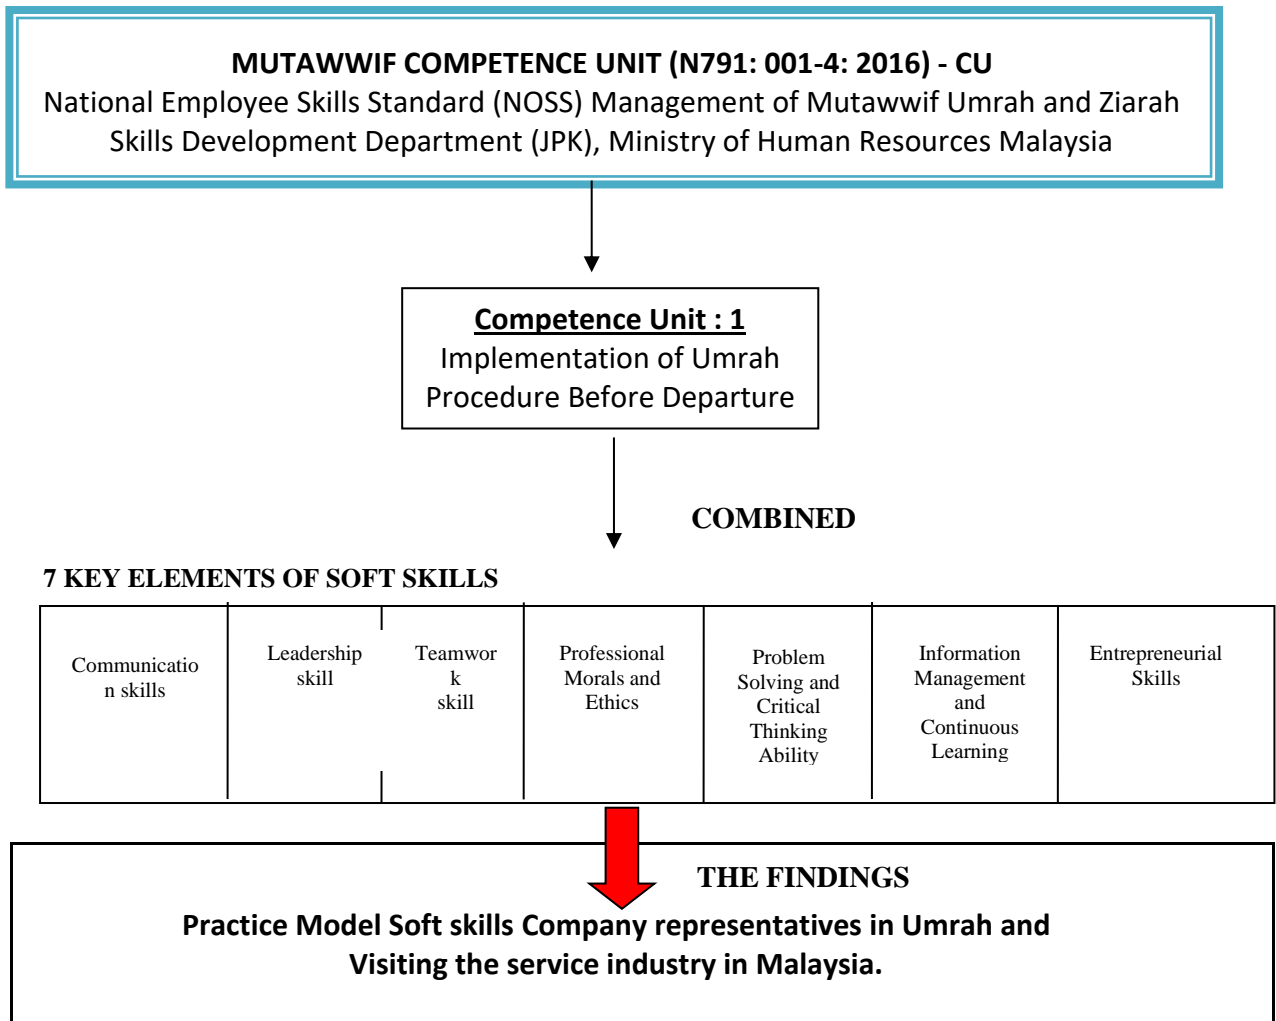 MUTAWWIF COMPETENCE UNIT (N791: 001-4: 2016) - CU
National Employee Skills Standard (NOSS) Management of Mutawwif Umrah and Ziarah
Skills Development Department (JPK), Ministry of Human Resources Malaysia
Competence Unit : 1
Implementation of Umrah
Procedure Before Departure
COMBINED
7 KEY ELEMENTS OF SOFT SKILLS
Communicatio
n skills
Leadership
skill
Teamwor
k
skill
Professional
Morals and
Ethics
Problem
Solving and
Critical
Thinking
Ability
Information
Management
and
Continuous
Learning
Entrepreneurial
Skills
THE FINDINGS
Practice Model Soft skills Company representatives in Umrah and
Visiting the service industry in Malaysia.